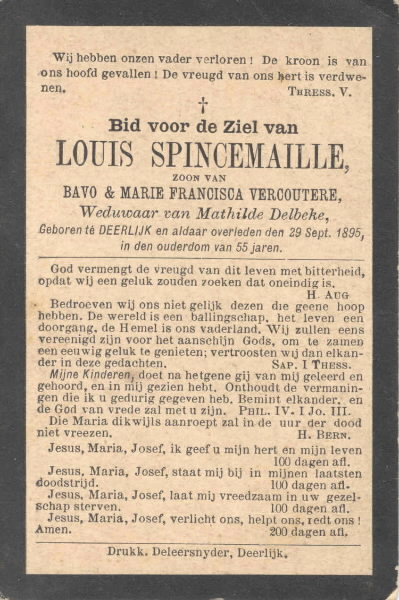 Wij hebben onzen vader verloren! De kroon is van
ons hoofd gevallen! De vreugd van ons hert is verdwe-
nen. THRESS. V.
†
Bid voor de Ziel van
LOUIS SPINCEMAILLE,
ZOON VAN
BAVO & MARIE FRANCISCA VERCOUTERE,
Weduwaar van Mathilde Delbeke,
Geboren té DEERLIJK en aldaar overleden den 29 Sept. 1895,
in den ouderdom van 55 jaren.
God vermengt de vreugd van dit leven met bitterheid,
opdat wij een geluk zouden zoeken dat oneindig is.
H. AUG
Bedroeven wij ons niet gelijk dezen die geene hoop
hebben. De wereld is een ballingschap, het leven een
doorgang, de Hemel is ons vaderland. Wij zullen eens
vereenigd zijn voor het aanschijn Gods, om te zamen
een eeuwig geluk te genieten; vertroosten wij dan elkan-
der in deze gedachten. SAP. I THESS.
Mijne Kinderen, doet na hetgene gij van mij geleerd en
gehoord, en in mij gezien hebt. Onthoudt de vermanin-
gen die ik u gedurig gegeven heb. Bemint elkander, en
de God van vrede zal met u zijn. PHIL. IV. I JO. III.
Die Maria dikwijls aanroept zal in de uur der dood
niet vreezen. H. BERN.
Jesus, Maria, Josef, ik geef u mijn hert en mijn leven
100 dagen afl.
Jesus, Maria, Josef, staat mij bij in mijnen laatsten
doodstrijd. 100 dagen afl.
Jesus, Maria, Josef, laat mij vreedzaam in uw gezel-
schap sterven. 100 dagen afl.
Jesus, Maria, Josef, verlicht ons, helpt ons, redt ons!
Amen. 200 dagen afl.
Drukk. Deleersnyder, Deerlijk.